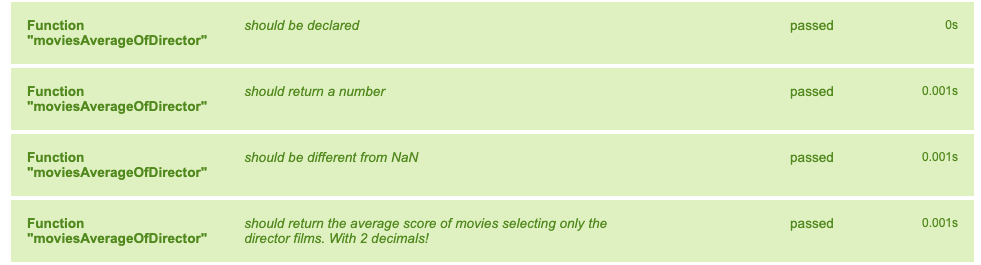 Function should be declared passed 0s
"moviesAverageOfDirector"
Function should return a number passed 0.001s
"moviesAverageOfDirector"
Function should be different from NaN passed 0.001s
"moviesAverageOfDirector"
Function should return the average score of movies selecting only the passed 0.001s
"moviesAverageOfDirector" director films. With 2 decimals!